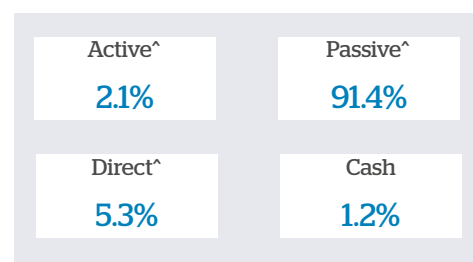 Active^ Passive^
2.1% 91.4%
Direct^ Cash
5.3% 1.2%